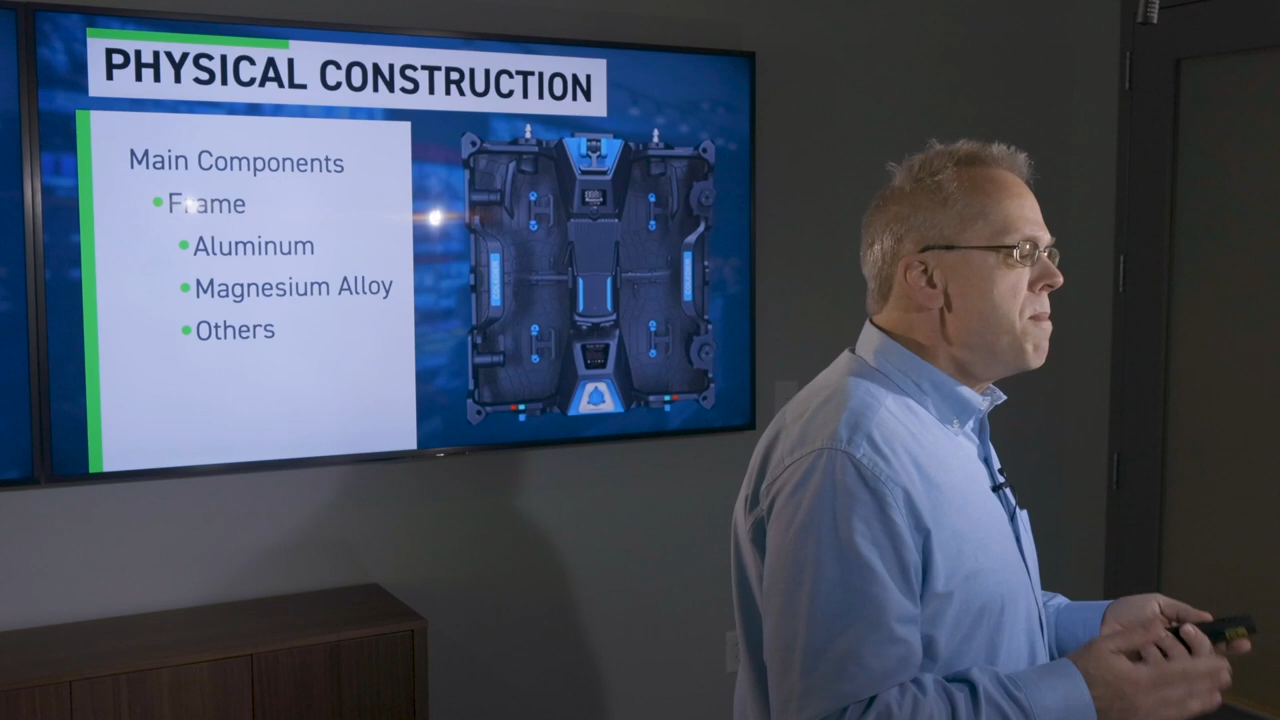 PHYSICAL CONSTRUCTION
Main Components
Frame
Aluminum
Magnesium Alloy
Others